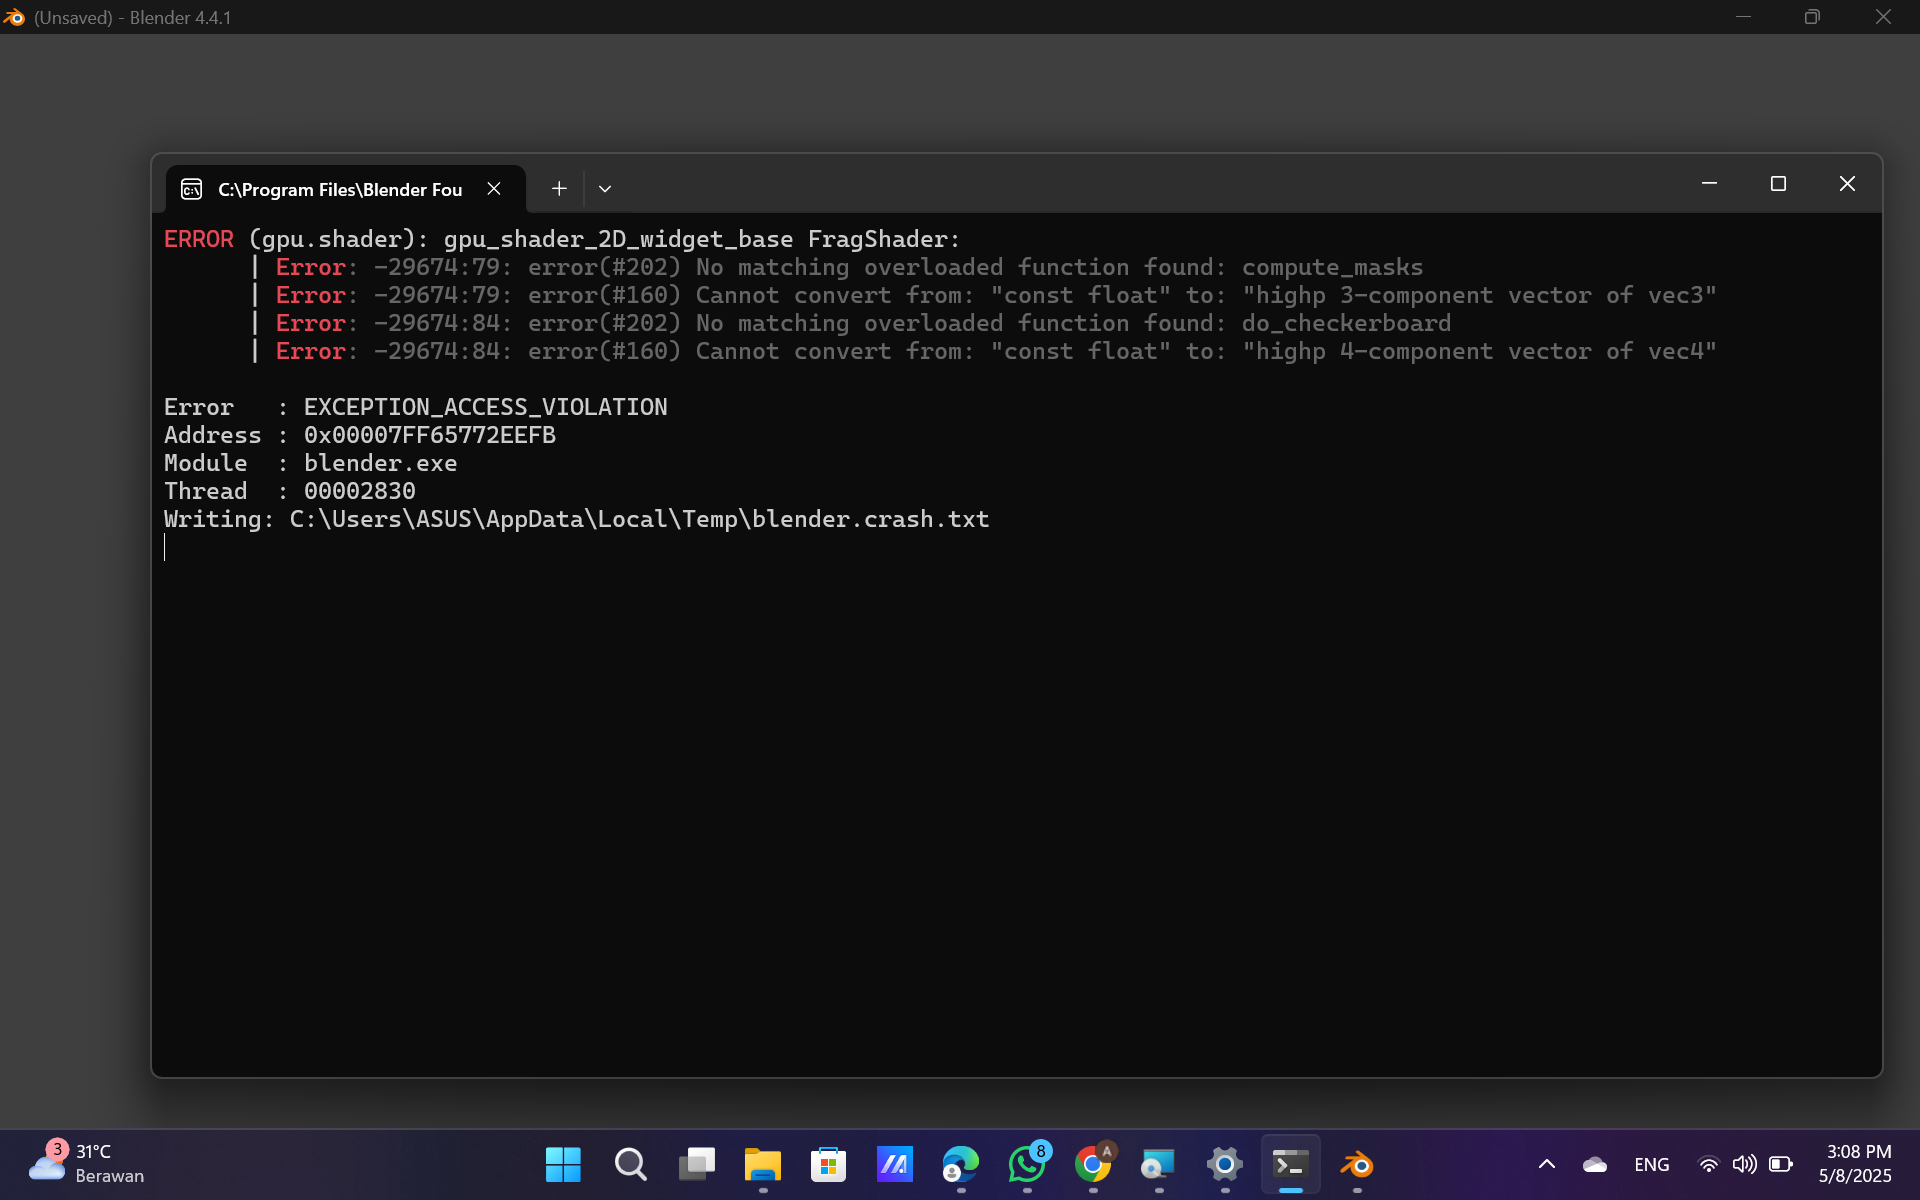 (Unsaved) - Blender 4.4.1
C:\Program Files\Blender Fou
ERROR (gpu.shader): gpu_shader_2D_widget_base FragShader:
| Error: -29674:79: error(#202) No matching overloaded function found: compute_masks
| Error: -29674:79: error(#160) Cannot convert from: "const float" to: "highp 3-component vector of vec3"
| Error: -29674:84: error(#202) No matching overloaded function found: do_checkerboard
| Error: -29674:84: error(#160) Cannot convert from: "const float" to: "highp 4-component vector of vec4"
Error : EXCEPTION_ACCESS_VIOLATION
Address : 0x00007FF65772EEFB
Module : blender.exe
Thread : 00002830
Writing: C:\Users\ASUS\AppData\Local\Temp\blender.crash.txt
3 31°C
Berawan
8
A
ENG
3:08 PM
5/8/2025